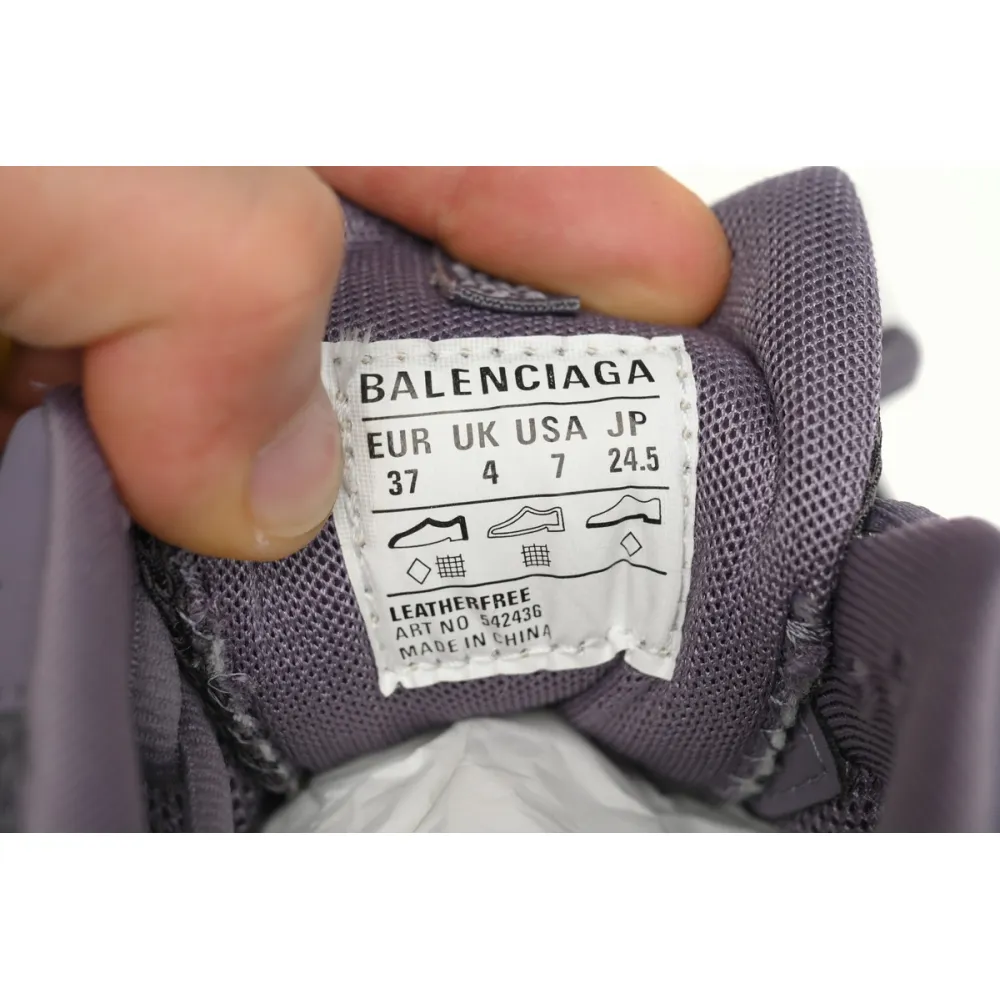 BALENCIAGA
EUR UK USA JP
37 4 7 24.5
LEATHERFREE
ART NO 542436
MADE IN CHINA